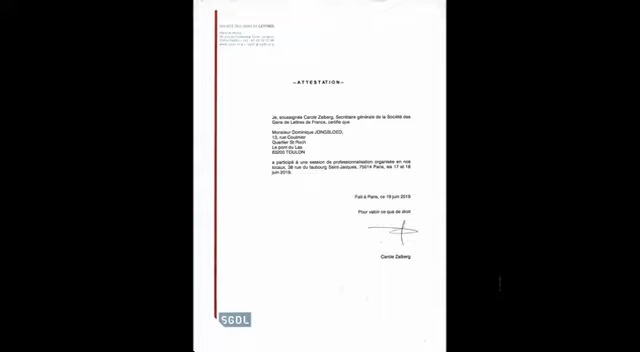 SOCIÉTÉ DES GENS DE LETTRES
–ATTESTATION–
Je, soussignée Carole Zalberg, Secrétaire générale de la Société des
Gens de Lettres de France, certifie que
Monsieur Dominique JONGBLOED,
13, rue Coulmier
Quartier St Roch
Le pont du Las
83200 TOULON
a participé à une session de professionnalisation organisée en nos
locaux, 38 rue du faubourg Saint-Jacques, 75014 Paris, les 17 et 18
juin 2019.
Fait à Paris, ce 19 juin 2019
Pour valoir ce que de droit
Carole Zalberg
SGDL